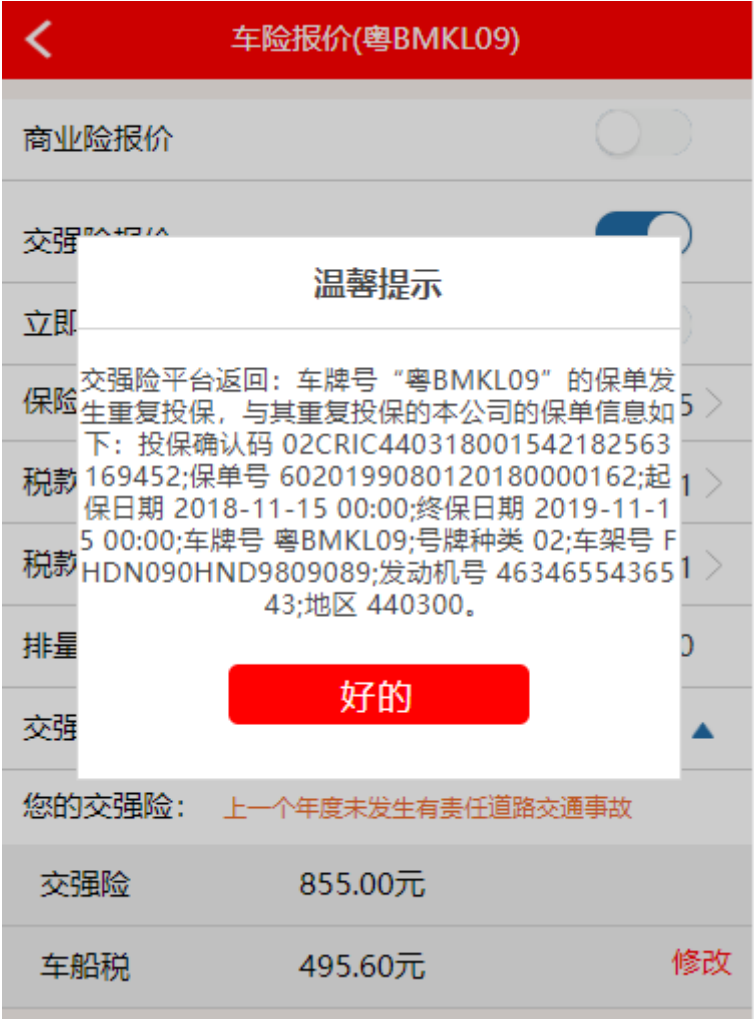 车险报价(粤BMKL09)
商业险报价
交强险报价
温馨提示
立即
交强险平台返回：车牌号“粤BMKL09”的保单发
保险
生重复投保，与其重复投保的本公司的保单信息如
5
下：投保确认码 02CRIC440318001542182563
税款
169452;保单号 6020199080120180000162;起
1
保日期 2018-11-15 00:00;终保日期 2019-11-1
5 00:00;车牌号 粤BMKL09;号牌种类 02;车架号 F
税款
HDN090HND9809089;发动机号 46346554365
1
43;地区 440300。
排量
0
好的
交强
您的交强险： 上一个年度未发生有责任道路交通事故
交强险 855.00元
车船税 495.60元 修改